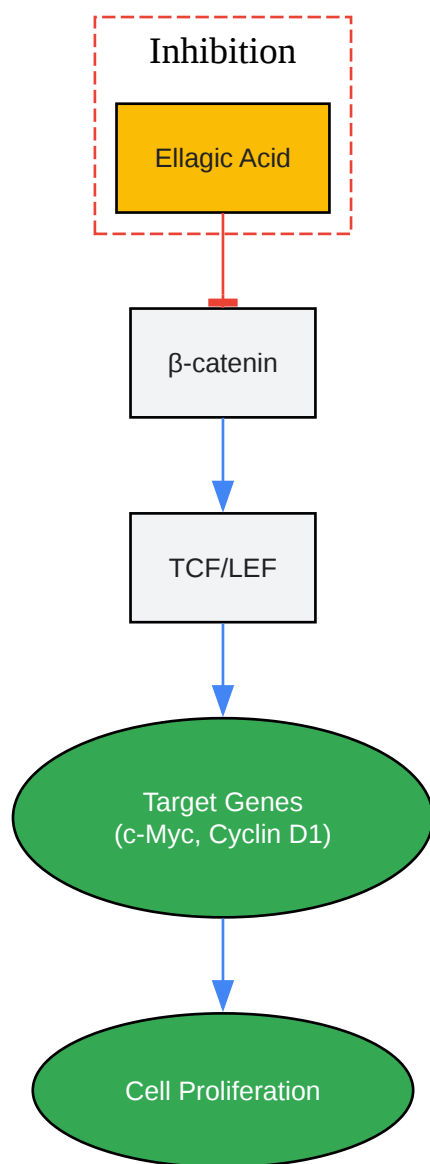 Inhibition
Ellagic Acid
β-catenin
TCF/LEF
Target Genes
(c-Myc, Cyclin D1)
Cell Proliferation